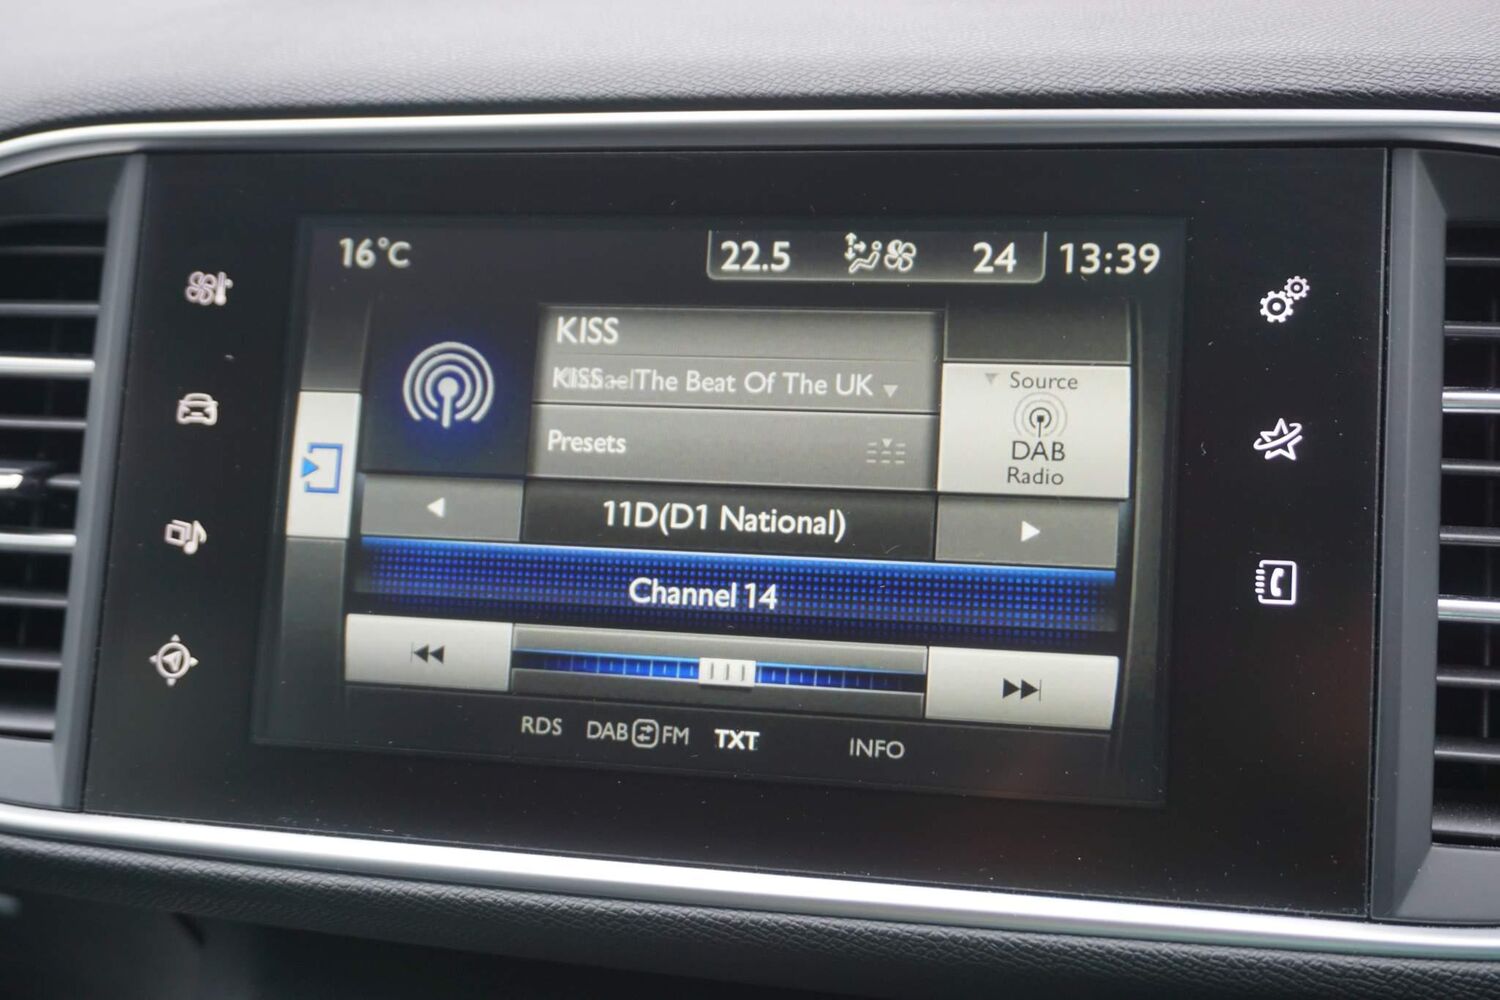 16°C 22.5 24 13:39
KISS
KISS - The Beat Of The UK
Source
DAB
Radio
Presets
11D(D1 National)
Channel 14
RDS DAB FM TXT INFO